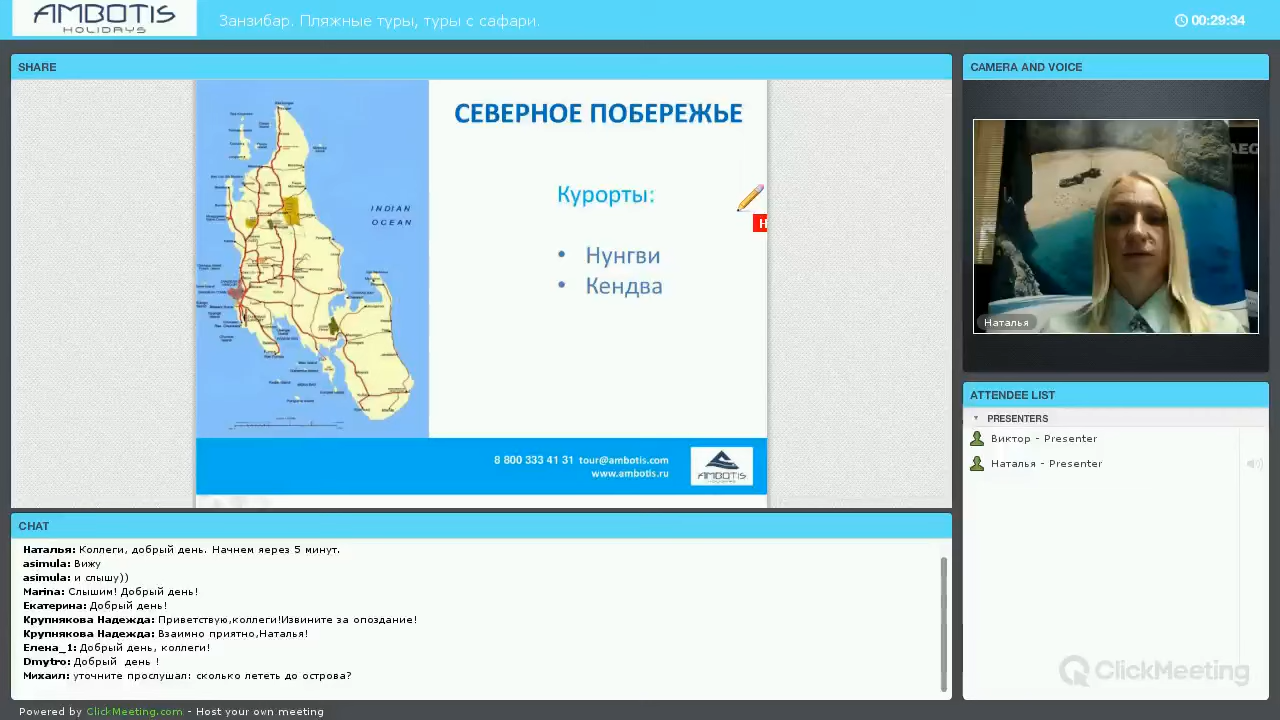 AMBOTIS
HOLIDAYS
Занзибар. Пляжные туры, туры с сафари.
00:29:34
SHARE
СЕВЕРНОЕ ПОБЕРЕЖЬЕ
Курорты:
Н
• Нунгви
• Кендва
INDIAN
OCEAN
8 800 333 41 31 tour@ambotis.com
www.ambotis.ru
AMBOTIS
HOLIDAYS
CAMERA AND VOICE
AEG
Наталья
ATTENDEE LIST
PRESENTERS
Виктор - Presenter
Наталья - Presenter
ClickMeeting
CHAT
Наталья: Коллеги, добрый день. Начнем яерез 5 минут.
asimula: Вижу
asimula: и слышу))
Marina: Слышим! Добрый день!
Екатерина: Добрый день!
Крупнякова Надежда: Приветствую,коллеги!Извините за опоздание!
Крупнякова Надежда: Взаимно приятно,Наталья!
Елена_1: Добрый день, коллеги!
Dmytro: Добрый  день !
Михаил: уточните прослушал: сколько лететь до острова?
Powered by ClickMeeting.com - Host your own meeting